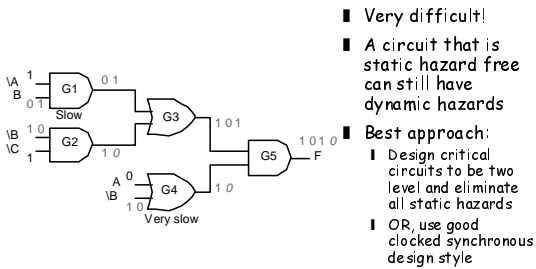 \A 1
B 0 1
G1
0 1
Slow
\B 1 0
\C 1
G2
1 0
G3
1 0 1
A 0
\B 1 0
G4
1 0
Very slow
G5
1 0 1 0
F
Very difficult!
A circuit that is
static hazard free
can still have
dynamic hazards
Best approach:
Design critical
circuits to be two
level and eliminate
all static hazards
OR, use good
clocked synchronous
design style